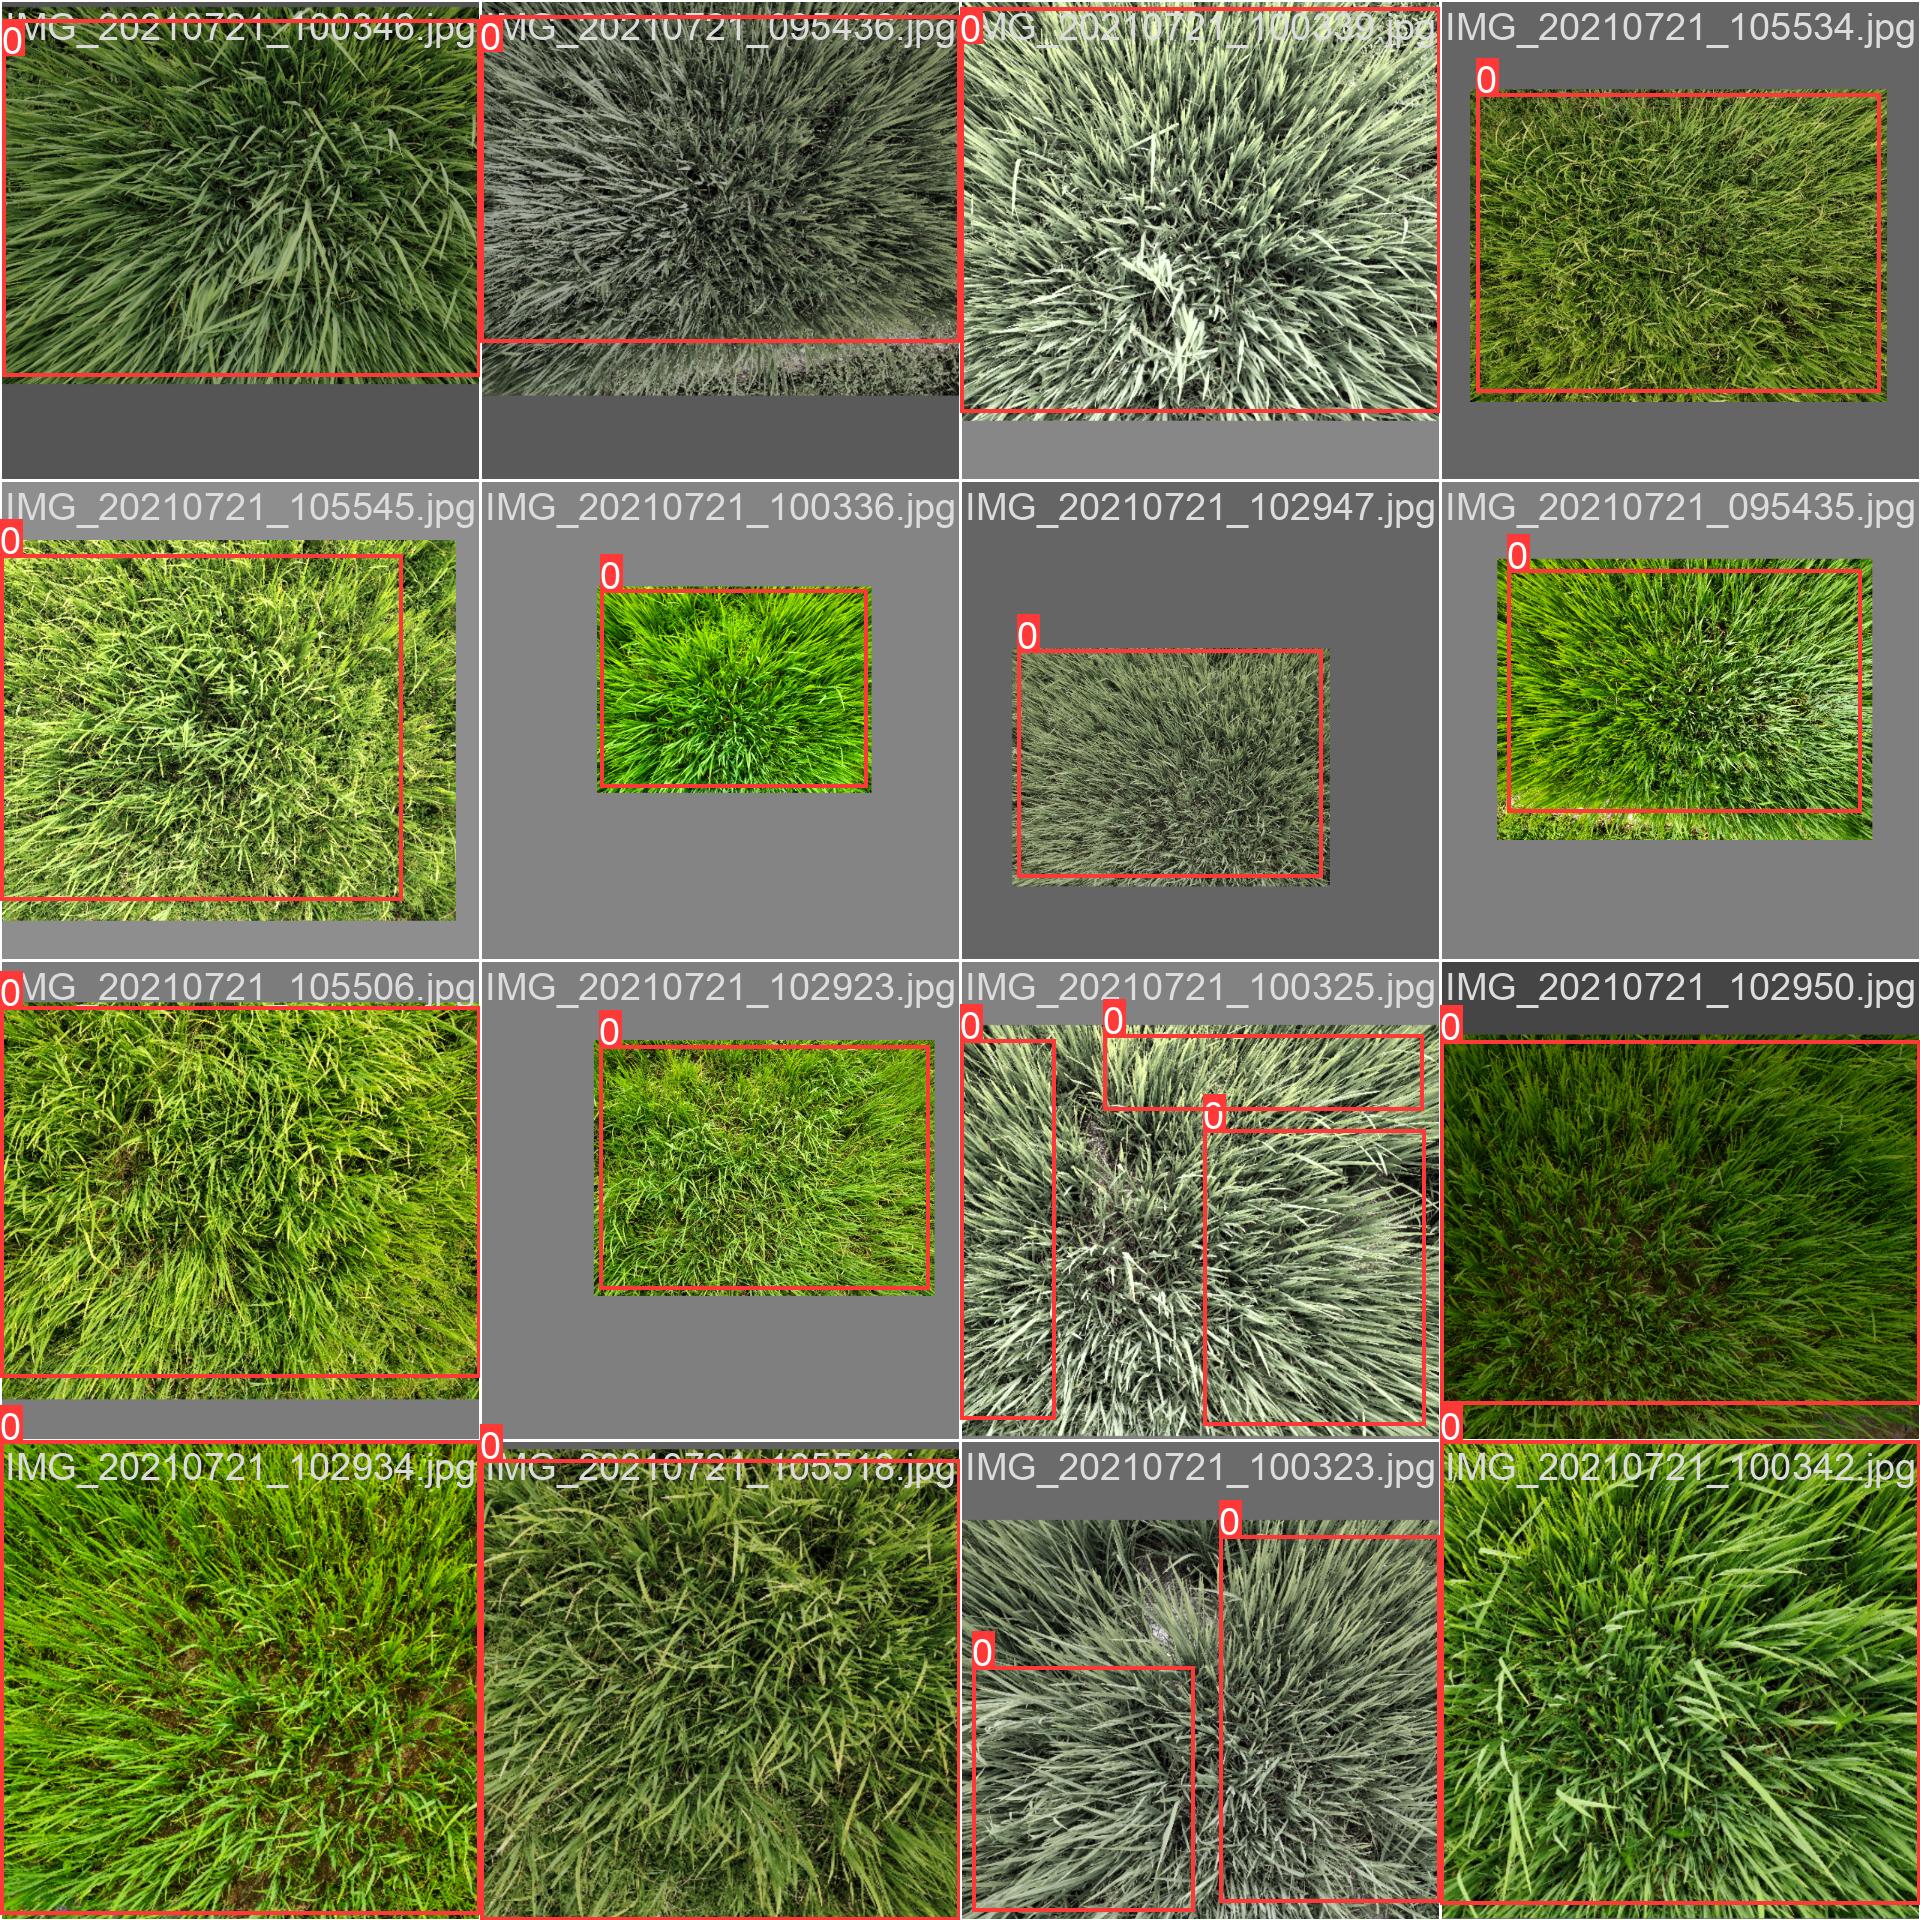 0
IMG_20210721_100346.jpg
0
IMG_20210721_095436.jpg
0
IMG_20210721_100339.jpg
IMG_20210721_105534.jpg
0
IMG_20210721_105545.jpg
0
IMG_20210721_100336.jpg
0
IMG_20210721_102947.jpg
0
IMG_20210721_095435.jpg
0
IMG_20210721_105506.jpg
0
IMG_20210721_102923.jpg
0
IMG_20210721_100325.jpg
0
0
0
IMG_20210721_102950.jpg
0
0
IMG_20210721_102934.jpg
0
IMG_20210721_105518.jpg
IMG_20210721_100323.jpg
0
0
0
IMG_20210721_100342.jpg